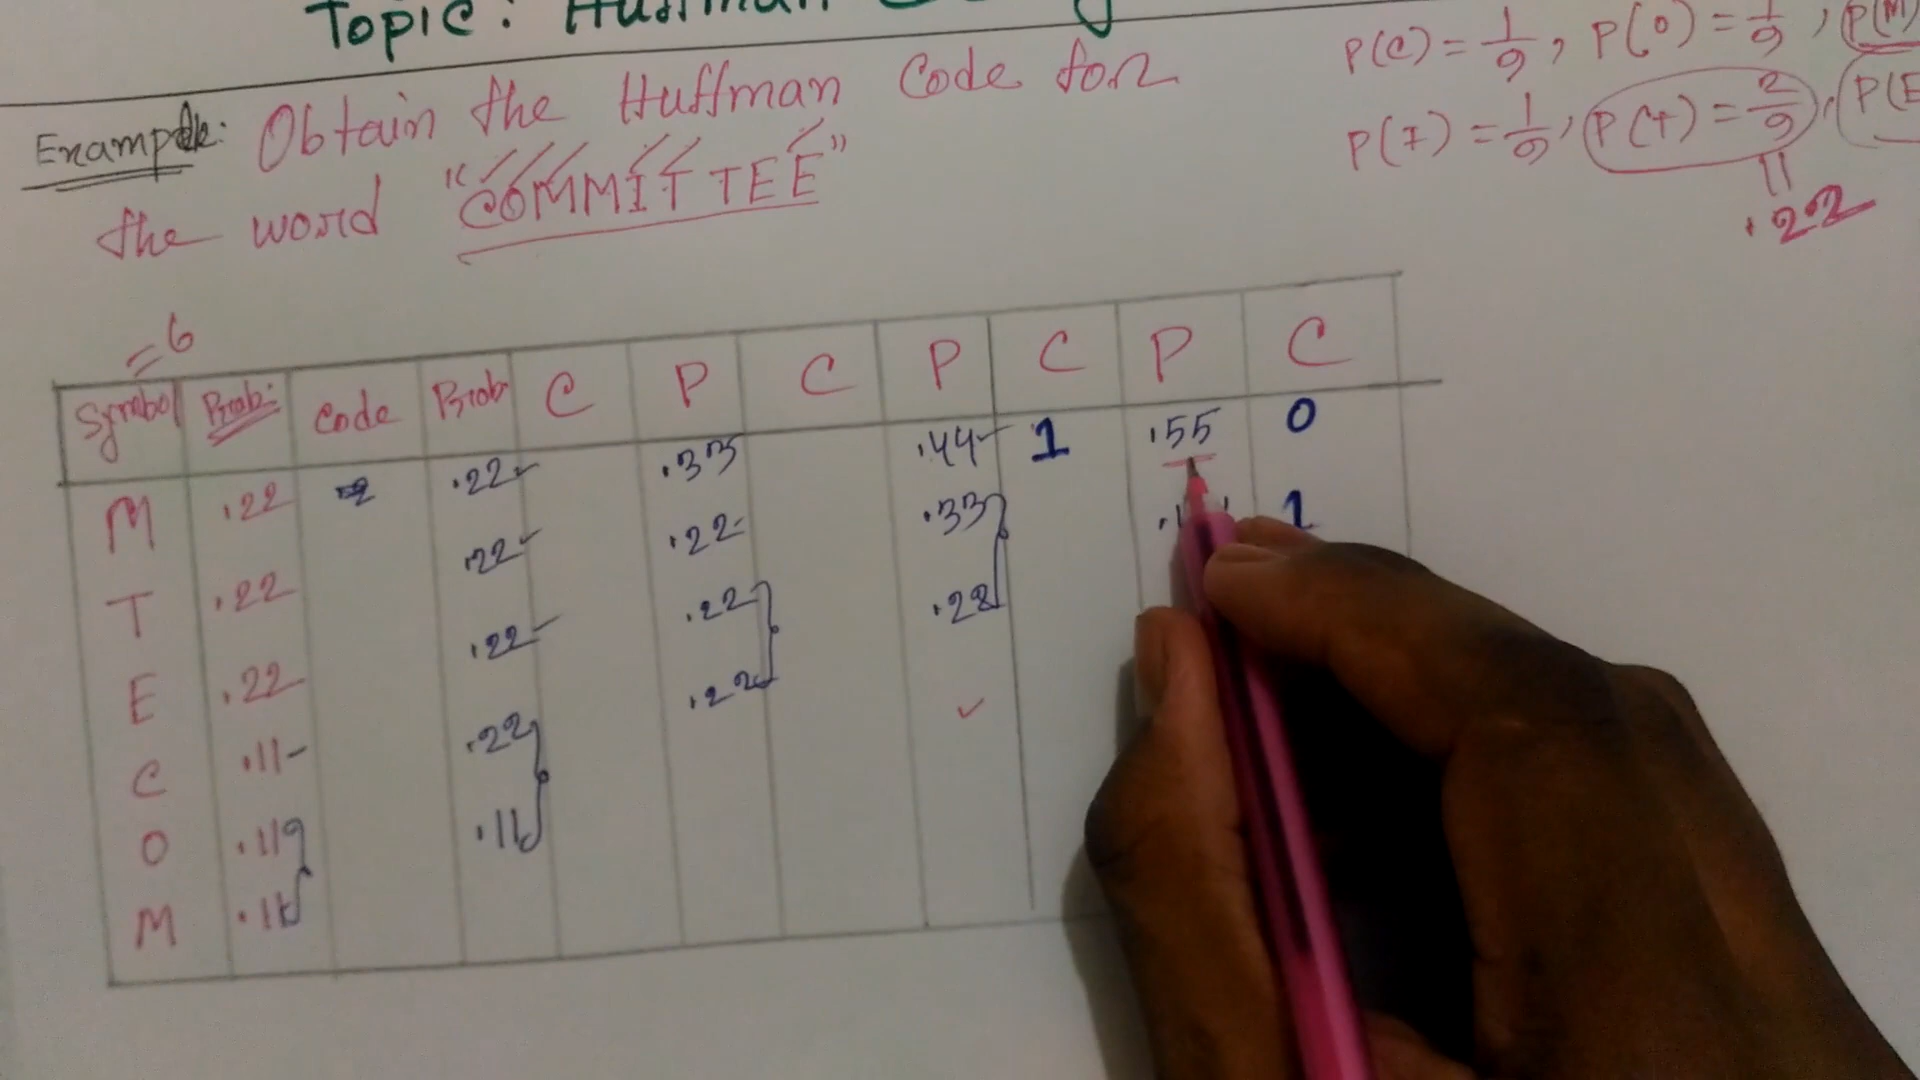 Topic: Huffman
Example: Obtain the Huffman Code for
the word "COMMITTEE"
P(C) = 1/9, P(O) = 1/9, P(M)
P(I) = 1/9, P(T) = 2/9, P(E
.22
=6
Symbol Prob: Code Prob C P C P C P C
M .22 .22 .33 .44 1 .55 0
T .22 .22 .22 .33 1
E .22 .22 .22 .22
C .11 .22 .22
O .11 .11
M .11